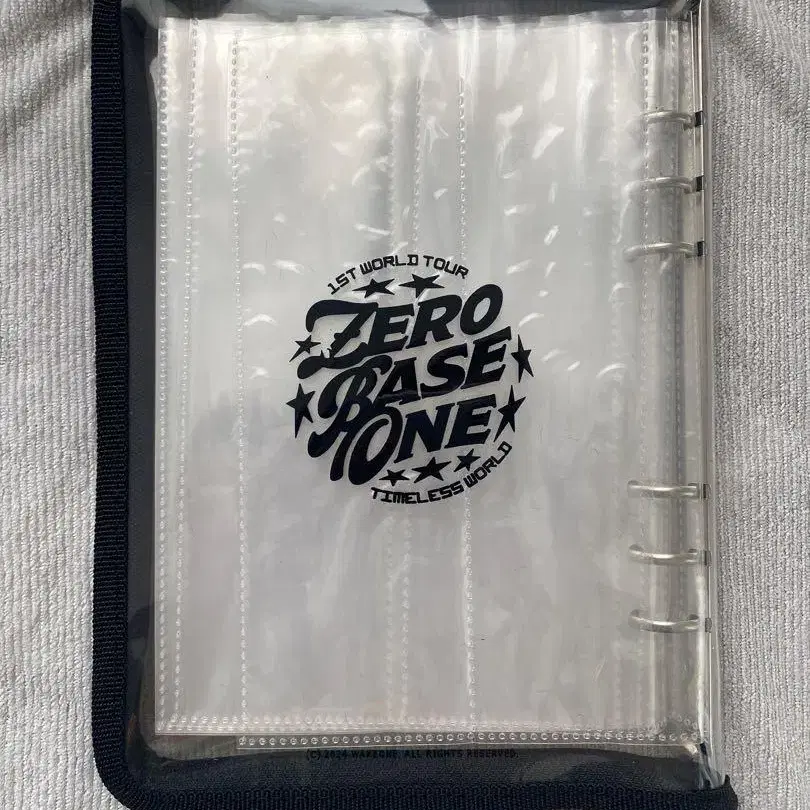 1ST WORLD TOUR
ZERO
BASE
ONE
TIMELESS WORLD
(C) 2024 WAKEONE. ALL RIGHTS RESERVED.